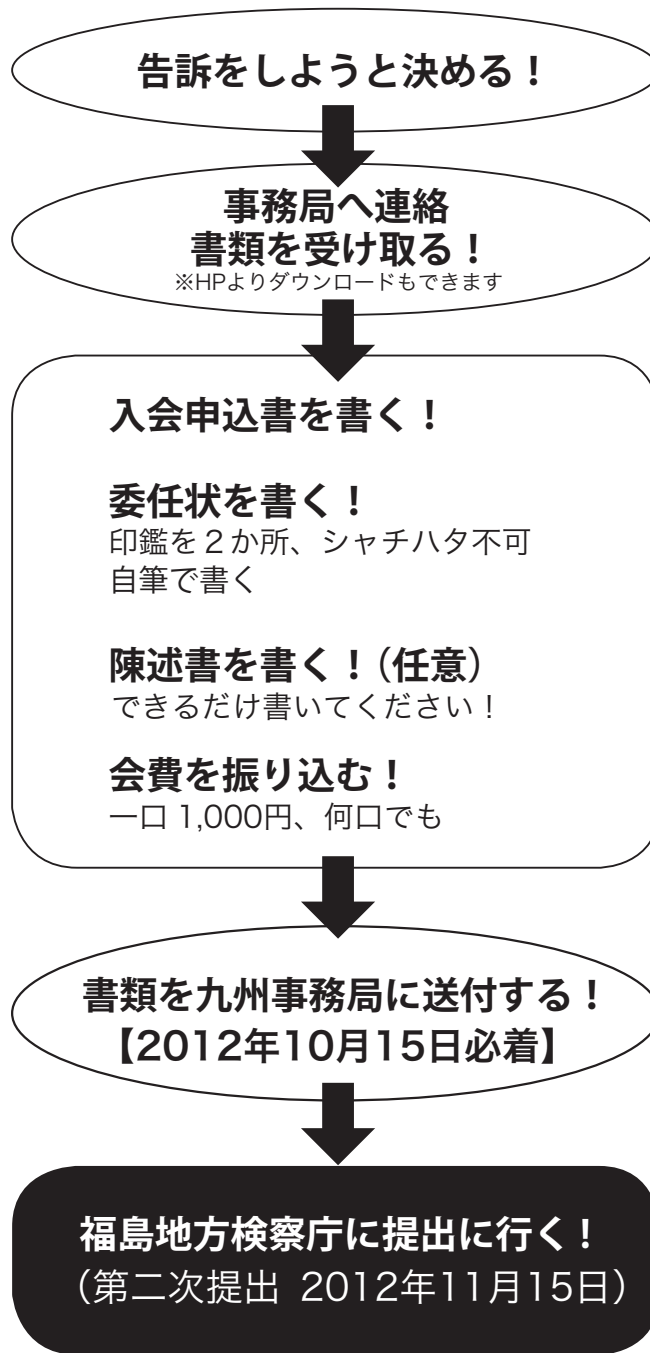 告訴をしようと決める！
事務局へ連絡
書類を受け取る！
※HPよりダウンロードもできます
入会申込書を書く！
委任状を書く！
印鑑を２か所、シャチハタ不可
自筆で書く
陳述書を書く！（任意）
できるだけ書いてください！
会費を振り込む！
一口 1,000円、何口でも
書類を九州事務局に送付する！
【2012年10月15日必着】
福島地方検察庁に提出に行く！
（第二次提出 2012年11月15日）